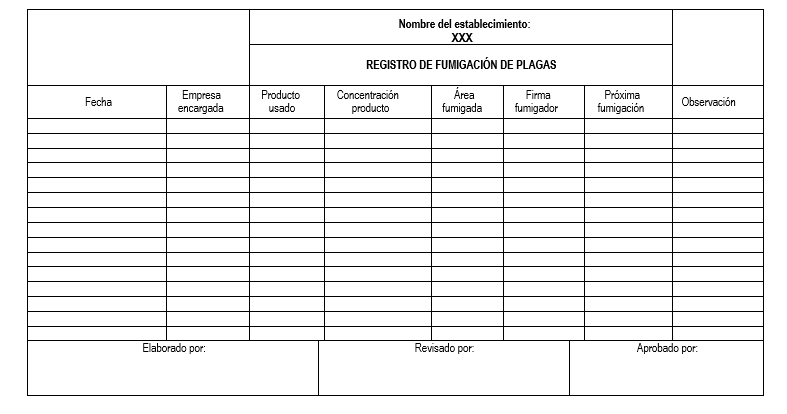 Nombre del establecimiento:
XXX
REGISTRO DE FUMIGACIÓN DE PLAGAS
Fecha
Empresa
encargada
Producto
usado
Concentración
producto
Área
fumigada
Firma
fumigador
Próxima
fumigación
Observación
Elaborado por:
Revisado por:
Aprobado por: